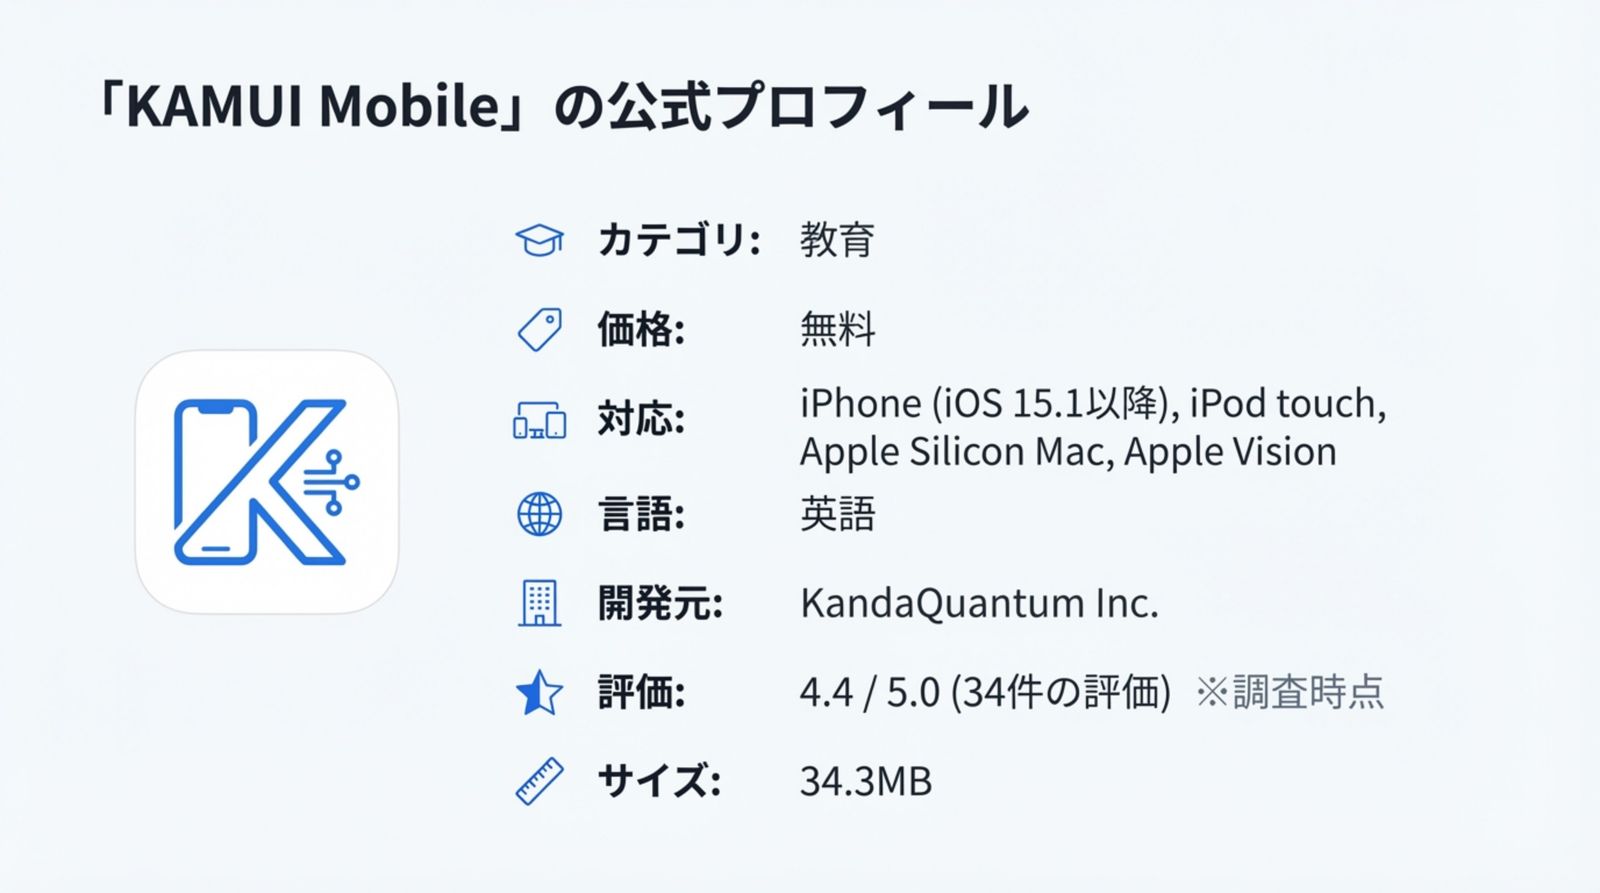 「KAMUI Mobile」の公式プロフィール
カテゴリ: 教育
価格: 無料
対応: iPhone (iOS 15.1以降), iPod touch,
Apple Silicon Mac, Apple Vision
言語: 英語
開発元: KandaQuantum Inc.
評価: 4.4 / 5.0 (34件の評価) ※調査時点
サイズ: 34.3MB